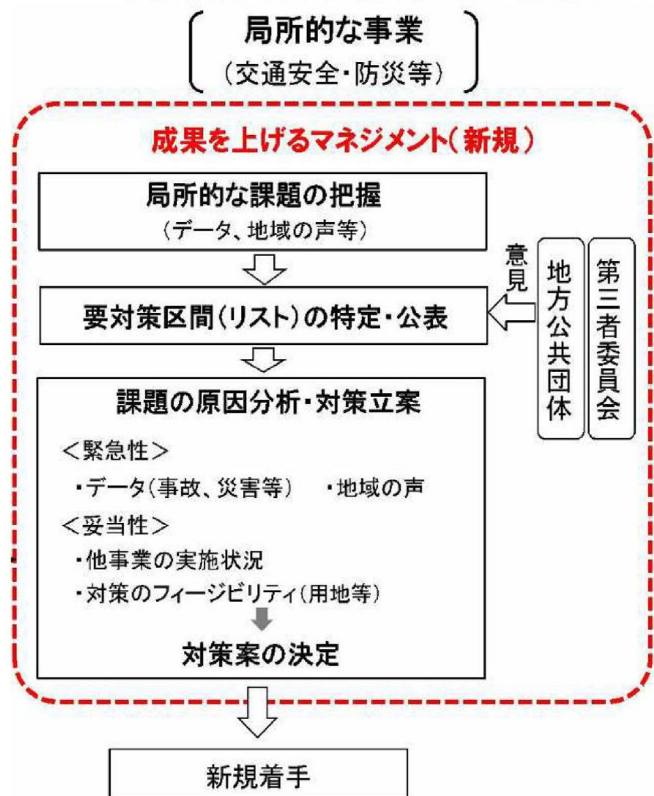 局所的な事業
(交通安全・防災等)
成果を上げるマネジメント(新規)
局所的な課題の把握
(データ、地域の声等)
要対策区間(リスト)の特定・公表
意見
地方公共団体
第三者委員会
課題の原因分析・対策立案
＜緊急性＞
・データ(事故、災害等)　・地域の声
＜妥当性＞
・他事業の実施状況
・対策のフィージビリティ(用地等)
対策案の決定
新規着手